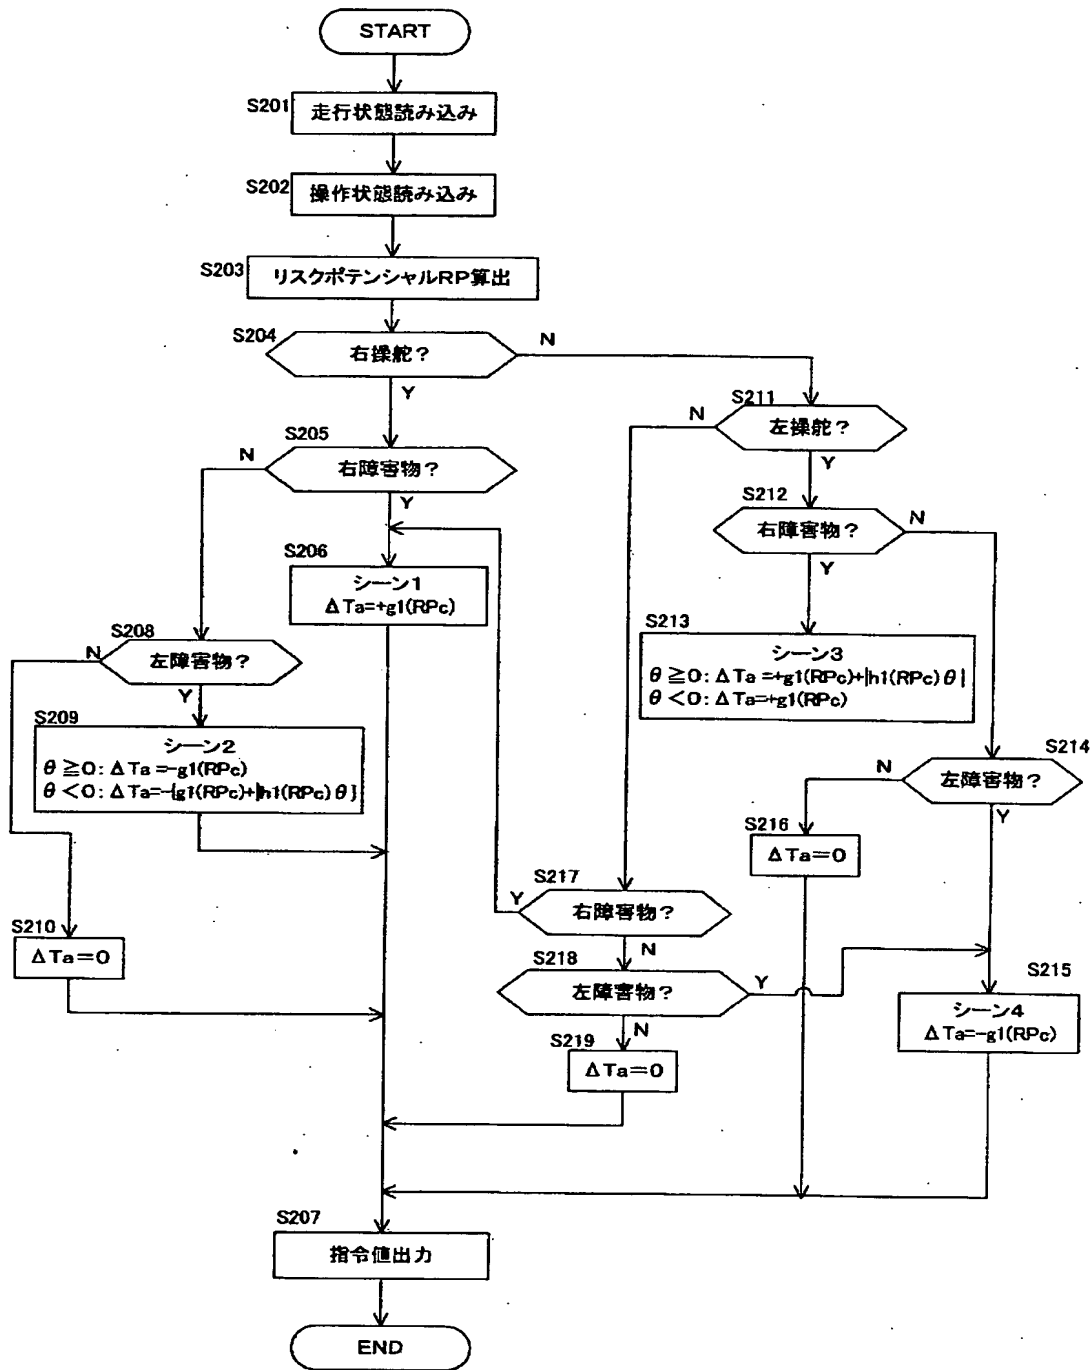 START
S201
走行状態読み込み
S202
操作状態読み込み
S203
リスクポテンシャルRP算出
S204
右操舵?
N
Y
S211
左操舵?
N
Y
S205
右障害物?
N
Y
S212
右障害物?
N
Y
S206
シーン1
ΔTa=+g1(RPc)
S208
左障害物?
N
Y
S213
シーン3
θ≧0:ΔTa=+g1(RPc)+|h1(RPc)θ|
θ<0:ΔTa=+g1(RPc)
S209
シーン2
θ≧0:ΔTa=-g1(RPc)
θ<0:ΔTa=-{g1(RPc)+|h1(RPc)θ|}
S214
左障害物?
N
Y
S216
ΔTa=0
S217
右障害物?
Y
N
S210
ΔTa=0
S218
左障害物?
Y
N
S215
シーン4
ΔTa=-g1(RPc)
S219
ΔTa=0
S207
指令値出力
END